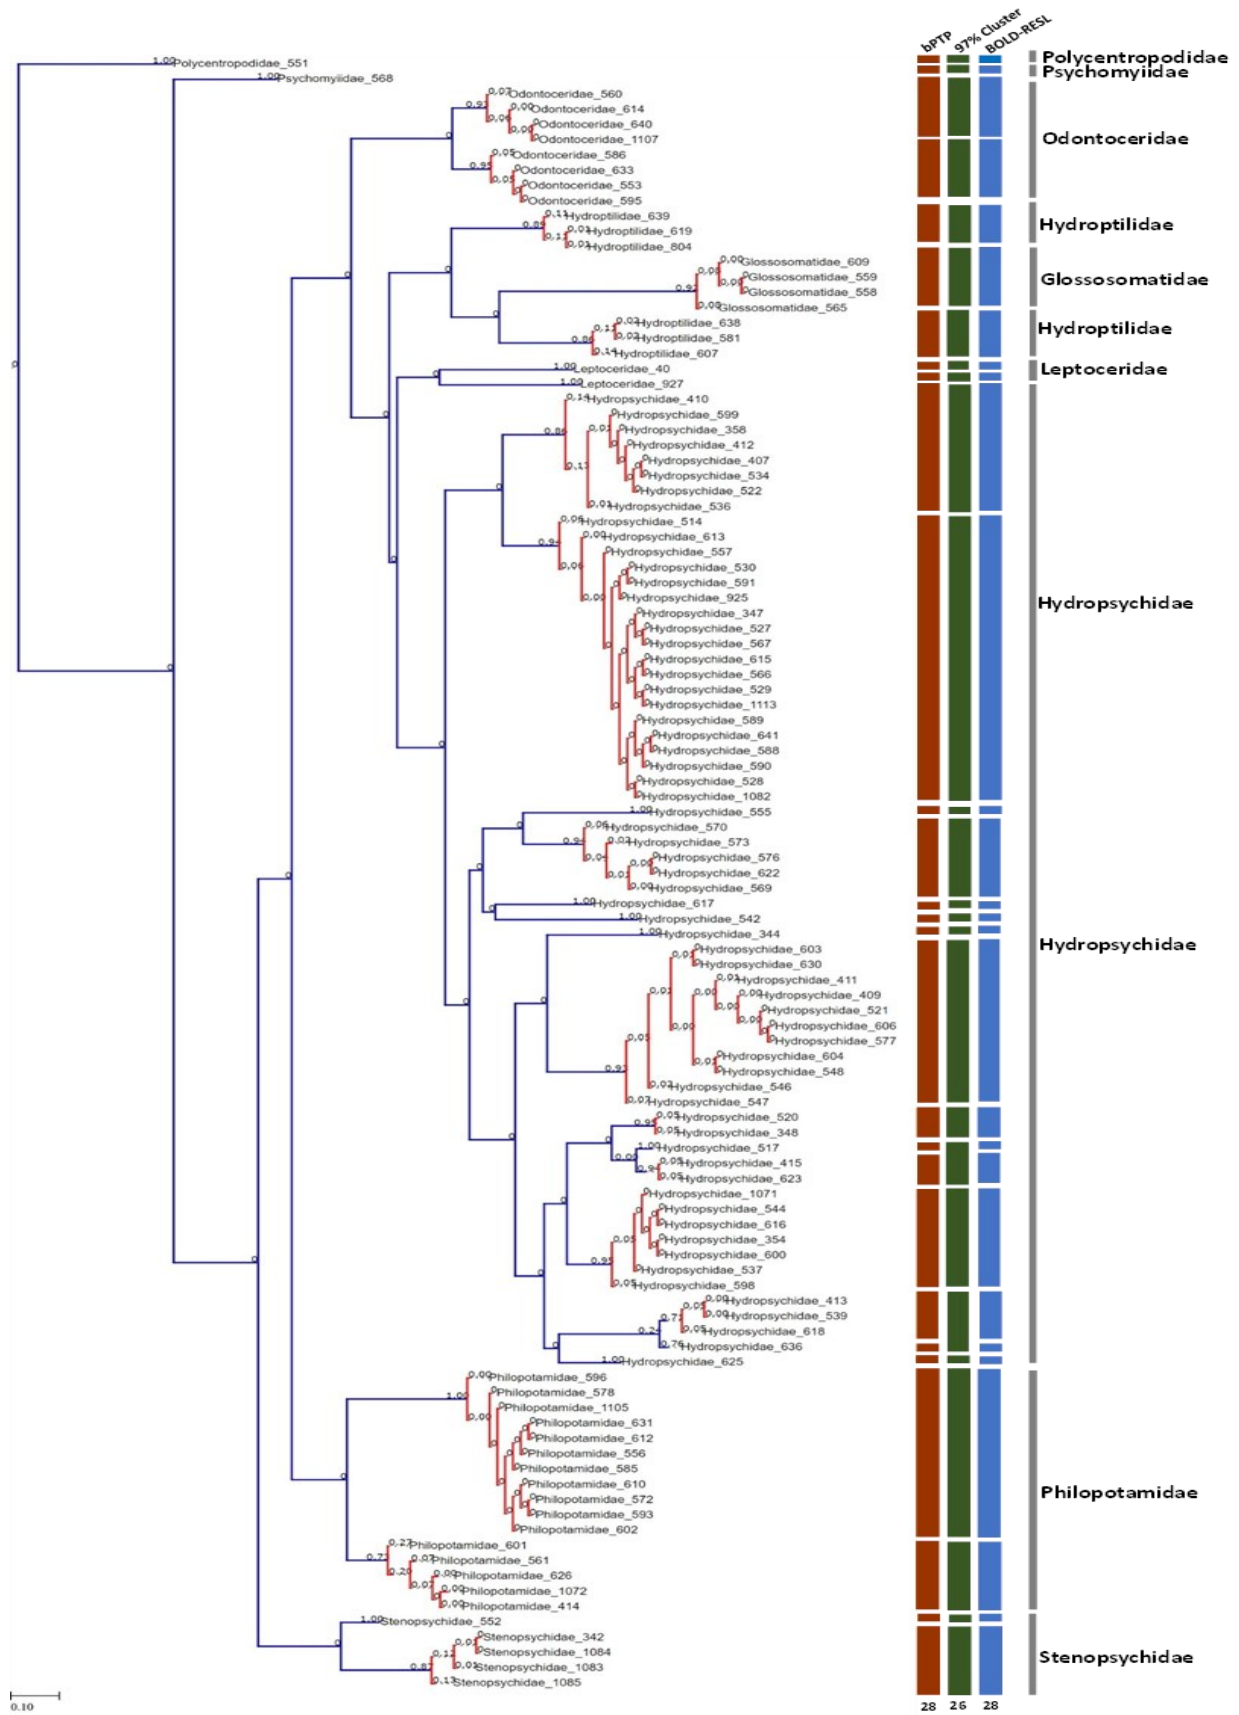 bPTP 97% Cluster BOLD-RESL
1.00 Polycentropodidae_551 Polycentropodidae
1.00 Psychomyiidae_568 Psychomyiidae
Odontoceridae_560
Odontoceridae_614
Odontoceridae_640
Odontoceridae_1107 Odontoceridae
Odontoceridae_586
Odontoceridae_633
Odontoceridae_553
Odontoceridae_595
Hydroptilidae_639
Hydroptilidae_619 Hydroptilidae
Hydroptilidae_804
Glossosomatidae_609
Glossosomatidae_559 Glossosomatidae
Glossosomatidae_558
Glossosomatidae_565
Hydroptilidae_638
Hydroptilidae_581 Hydroptilidae
Hydroptilidae_607
1.00 Leptoceridae_40 Leptoceridae
1.00 Leptoceridae_927
Hydropsychidae_410
Hydropsychidae_599
Hydropsychidae_358
Hydropsychidae_412
Hydropsychidae_407
Hydropsychidae_534
Hydropsychidae_522
Hydropsychidae_536
Hydropsychidae_514
Hydropsychidae_613
Hydropsychidae_557
Hydropsychidae_530
Hydropsychidae_591
Hydropsychidae_925 Hydropsychidae
Hydropsychidae_347
Hydropsychidae_527
Hydropsychidae_567
Hydropsychidae_615
Hydropsychidae_566
Hydropsychidae_529
Hydropsychidae_1113
Hydropsychidae_589
Hydropsychidae_641
Hydropsychidae_588
Hydropsychidae_590
Hydropsychidae_528
Hydropsychidae_1082
1.00 Hydropsychidae_555
Hydropsychidae_570
Hydropsychidae_573
Hydropsychidae_576
Hydropsychidae_622
Hydropsychidae_569
1.00 Hydropsychidae_617
1.00 Hydropsychidae_542
1.00 Hydropsychidae_344 Hydropsychidae
Hydropsychidae_603
Hydropsychidae_630
Hydropsychidae_411
Hydropsychidae_409
Hydropsychidae_521
Hydropsychidae_606
Hydropsychidae_577
Hydropsychidae_604
Hydropsychidae_548
Hydropsychidae_546
Hydropsychidae_547
Hydropsychidae_520
Hydropsychidae_348
1.00 Hydropsychidae_517
Hydropsychidae_415
Hydropsychidae_623
Hydropsychidae_1071
Hydropsychidae_544
Hydropsychidae_616
Hydropsychidae_354
Hydropsychidae_600
Hydropsychidae_537
Hydropsychidae_598
Hydropsychidae_413
Hydropsychidae_539
Hydropsychidae_618
Hydropsychidae_636
1.00 Hydropsychidae_625
Philopotamidae_596
Philopotamidae_578
Philopotamidae_1105
Philopotamidae_631
Philopotamidae_612
Philopotamidae_556
Philopotamidae_585
Philopotamidae_610 Philopotamidae
Philopotamidae_572
Philopotamidae_593
Philopotamidae_602
Philopotamidae_601
Philopotamidae_561
Philopotamidae_626
Philopotamidae_1072
Philopotamidae_414
1.00 Stenopsychidae_552
Stenopsychidae_342
Stenopsychidae_1084 Stenopsychidae
Stenopsychidae_1083
Stenopsychidae_1085
0.10 28 26 28